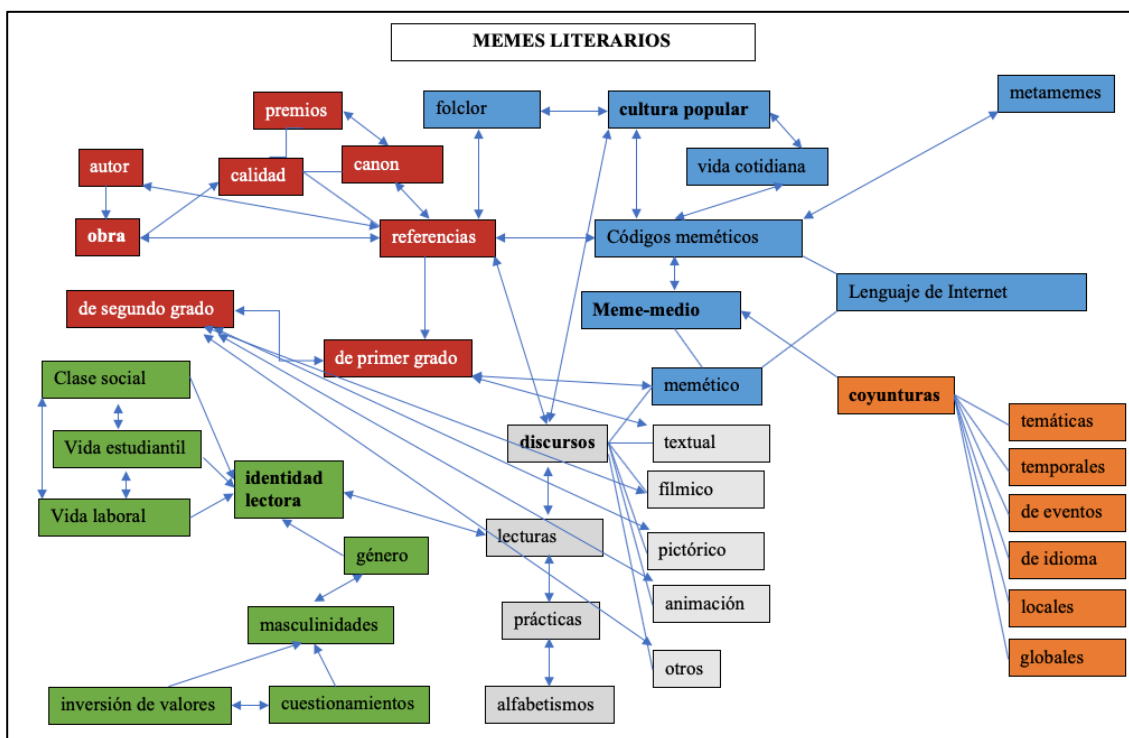 MEMES LITERARIOS
premios
folclor
cultura popular
metamemes
autor
calidad
canon
vida cotidiana
obra
referencias
Códigos meméticos
Lenguaje de Internet
de segundo grado
Meme-medio
de primer grado
Clase social
memético
coyunturas
Vida estudiantil
discursos
textual
temáticas
identidad
lectora
fílmico
temporales
Vida laboral
lecturas
pictórico
de eventos
género
animación
de idioma
masculinidades
prácticas
locales
otros
globales
inversión de valores
cuestionamientos
alfabetismos